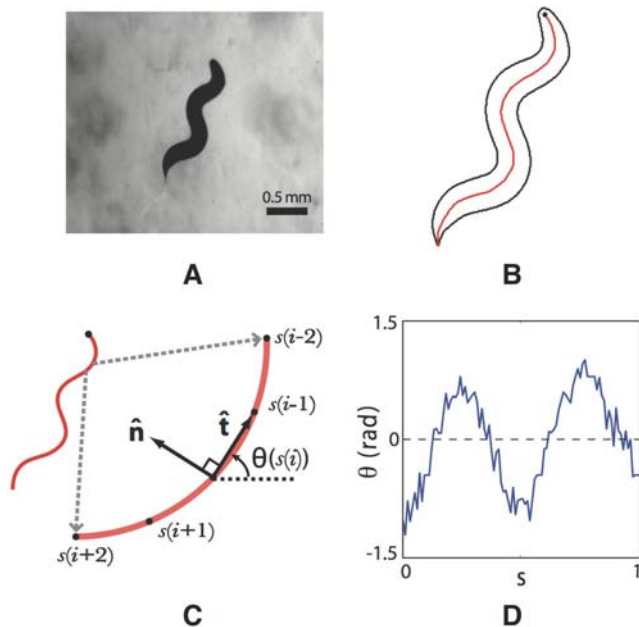 0.5 mm
A
B
s(i-2)
s(i-1)
n̂
t̂
θ(s(i))
s(i+1)
s(i+2)
C
1.5
θ (rad)
0
-1.5
0
s
1
D